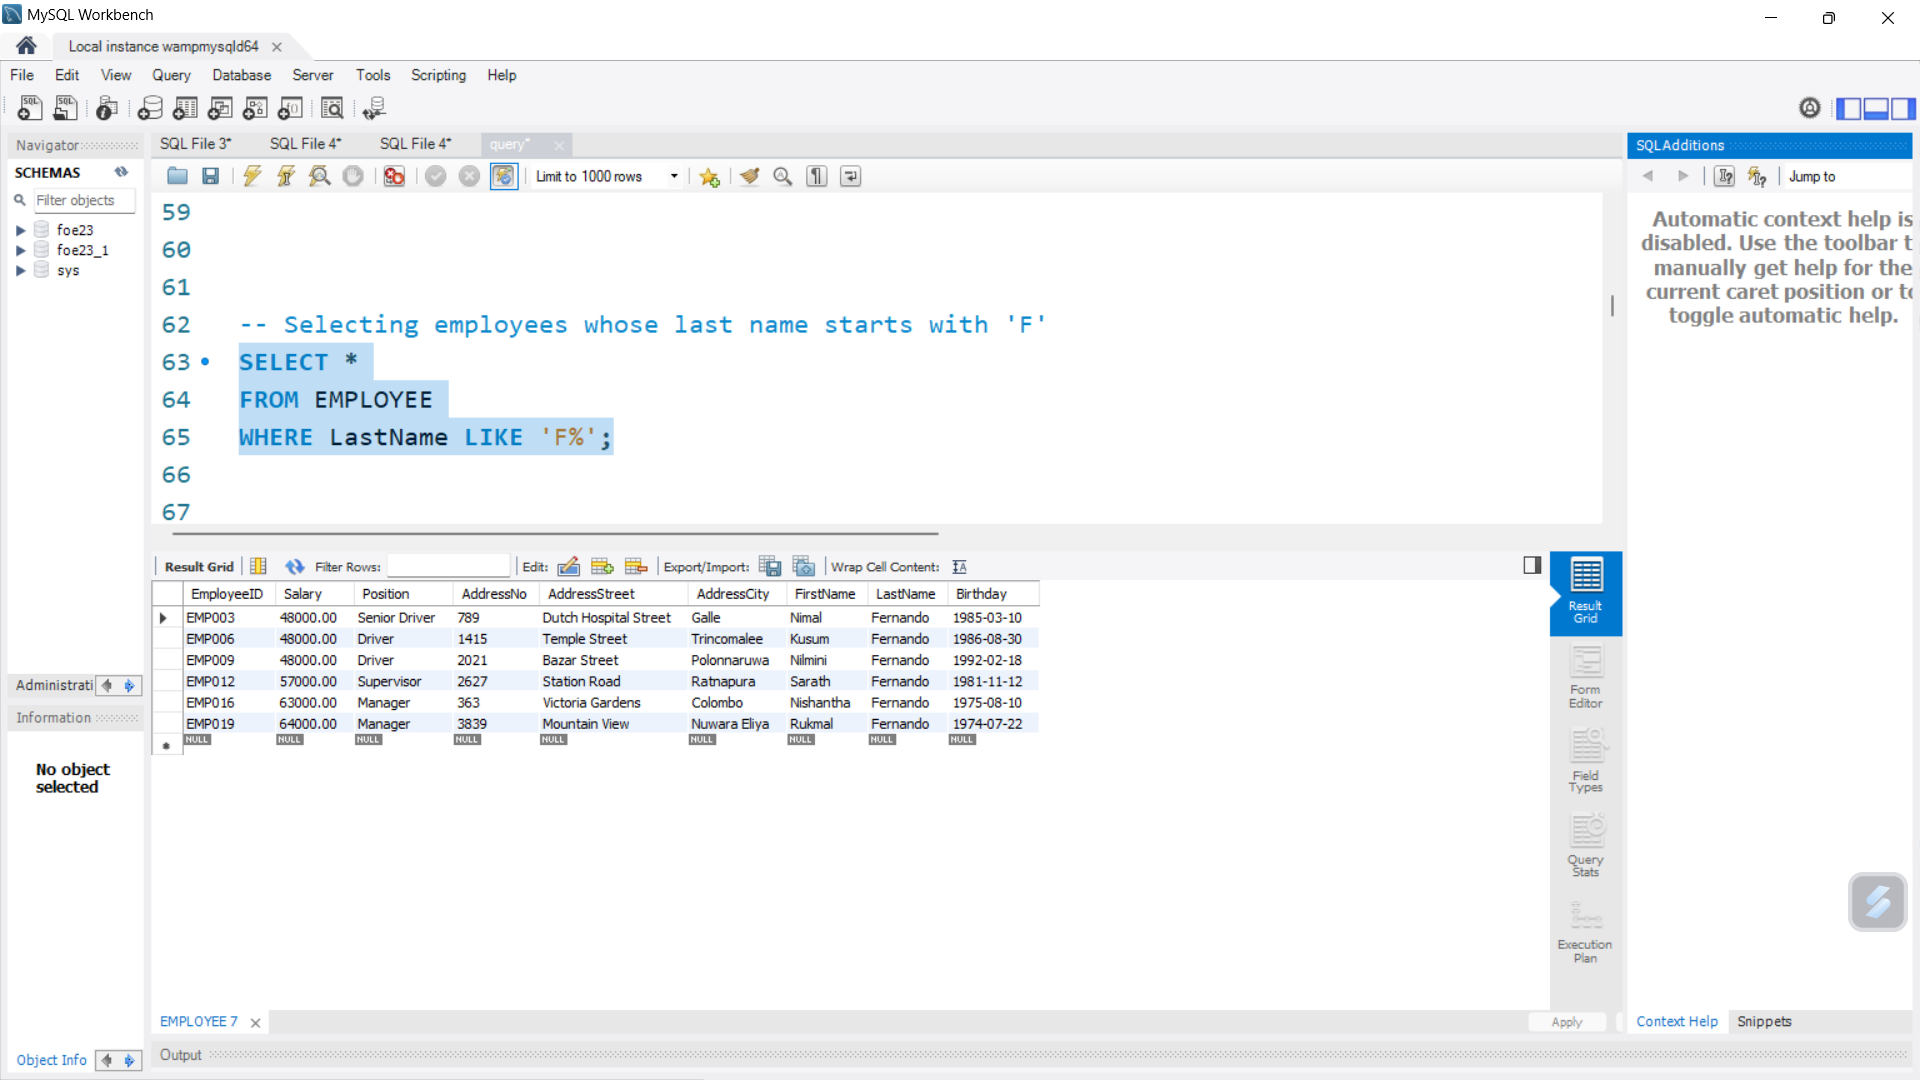 MySQL Workbench
Local instance wampmysqld64
File Edit View Query Database Server Tools Scripting Help
Navigator
SCHEMAS
Filter objects
foe23
foe23_1
sys
Administrati
Information
No object
selected
Object Info
SQL File 3* SQL File 4* SQL File 4* query*
Limit to 1000 rows
59
60
61
62 -- Selecting employees whose last name starts with 'F'
63 SELECT *
64 FROM EMPLOYEE
65 WHERE LastName LIKE 'F%';
66
67
Result Grid Filter Rows: Edit: Export/Import: Wrap Cell Content:
EmployeeID Salary Position AddressNo AddressStreet AddressCity FirstName LastName Birthday
EMP003 48000.00 Senior Driver 789 Dutch Hospital Street Galle Nimal Fernando 1985-03-10
EMP006 48000.00 Driver 1415 Temple Street Trincomalee Kusum Fernando 1986-08-30
EMP009 48000.00 Driver 2021 Bazar Street Polonnaruwa Nilmini Fernando 1992-02-18
EMP012 57000.00 Supervisor 2627 Station Road Ratnapura Sarath Fernando 1981-11-12
EMP016 63000.00 Manager 363 Victoria Gardens Colombo Nishantha Fernando 1975-08-10
EMP019 64000.00 Manager 3839 Mountain View Nuwara Eliya Rukmal Fernando 1974-07-22
NULL NULL NULL NULL NULL NULL NULL NULL NULL
Result
Grid
Form
Editor
Field
Types
Query
Stats
Execution
Plan
EMPLOYEE 7
Apply
Output
SQLAdditions
Jump to
Automatic context help is
disabled. Use the toolbar t
manually get help for the
current caret position or to
toggle automatic help.
Context Help Snippets